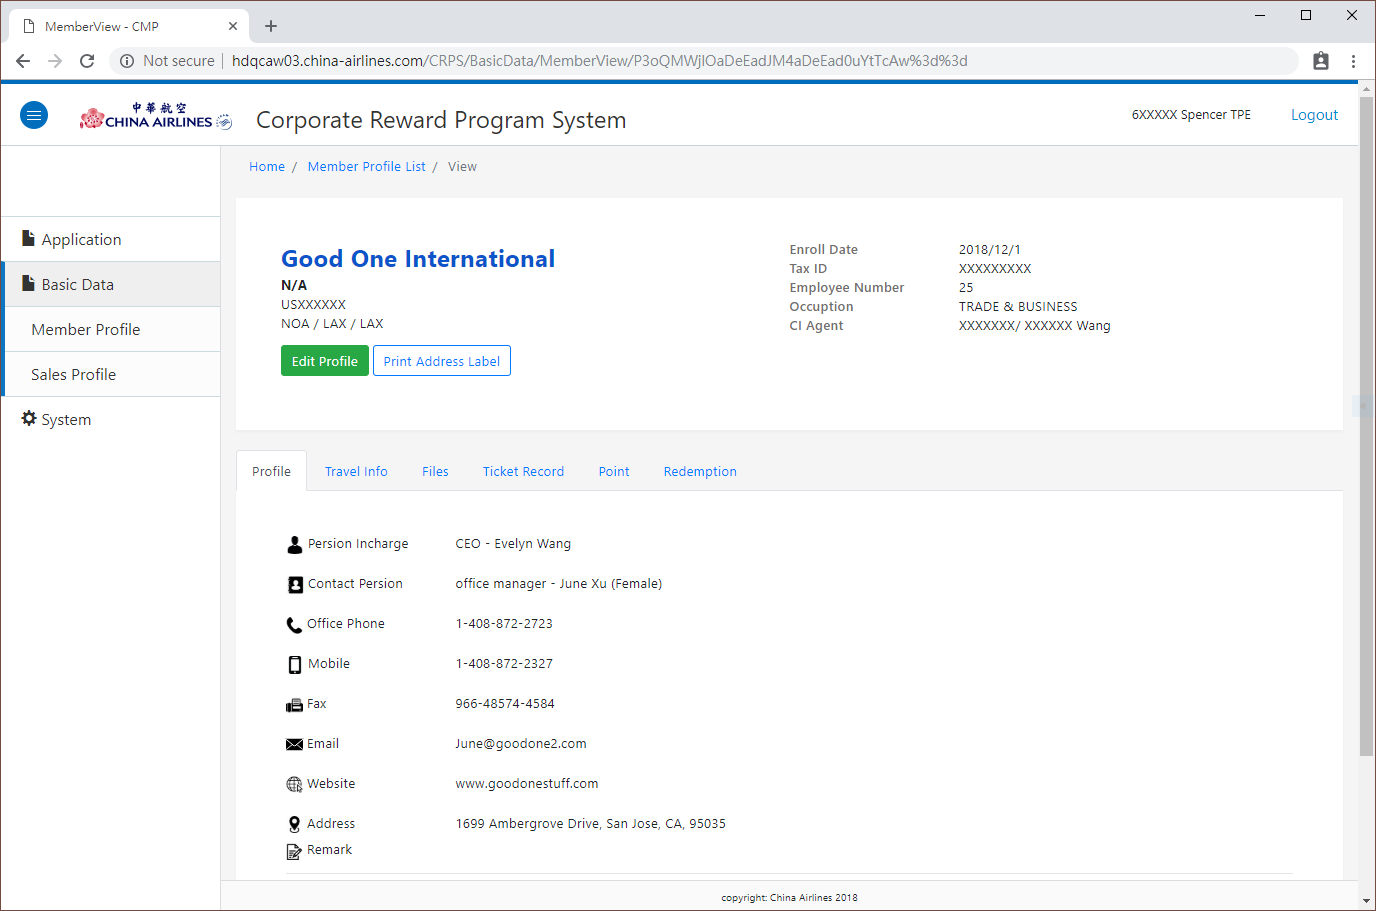 MemberView - CMP
Not secure | hdqcaw03.china-airlines.com/CRPS/BasicData/MemberView/P3oQMWJlOaDeEadJM4aDeEad0uYtTcAw%3d%3d
中華航空
CHINA AIRLINES
Corporate Reward Program System
6XXXXX Spencer TPE
Logout
Home / Member Profile List / View
Application
Basic Data
Member Profile
Sales Profile
System
Good One International
N/A
USXXXXXX
NOA / LAX / LAX
Edit Profile
Print Address Label
Enroll Date 2018/12/1
Tax ID XXXXXXXXX
Employee Number 25
Occuption TRADE & BUSINESS
CI Agent XXXXXXX/ XXXXXX Wang
Profile Travel Info Files Ticket Record Point Redemption
Persion Incharge CEO - Evelyn Wang
Contact Persion office manager - June Xu (Female)
Office Phone 1-408-872-2723
Mobile 1-408-872-2327
Fax 966-48574-4584
Email June@goodone2.com
Website www.goodonestuff.com
Address 1699 Ambergrove Drive, San Jose, CA, 95035
Remark
copyright: China Airlines 2018